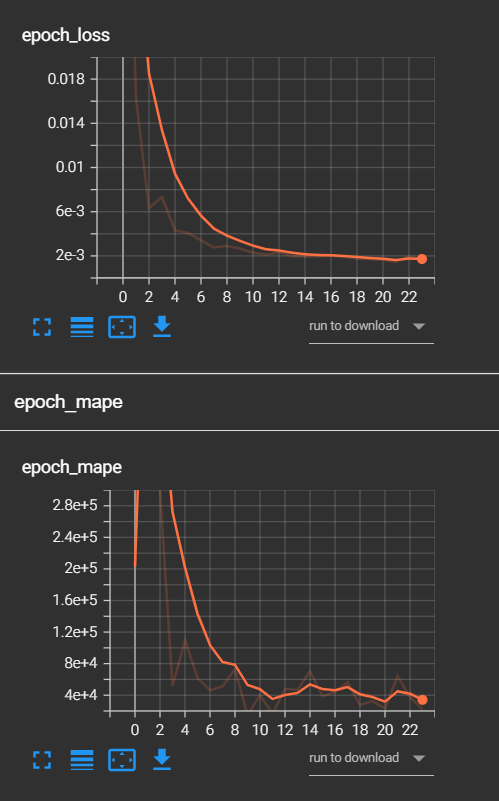 epoch_loss
0.018
0.014
0.01
6e-3
2e-3
0 2 4 6 8 10 12 14 16 18 20 22
run to download
epoch_mape
epoch_mape
2.8e+5
2.4e+5
2e+5
1.6e+5
1.2e+5
8e+4
4e+4
0 2 4 6 8 10 12 14 16 18 20 22
run to download